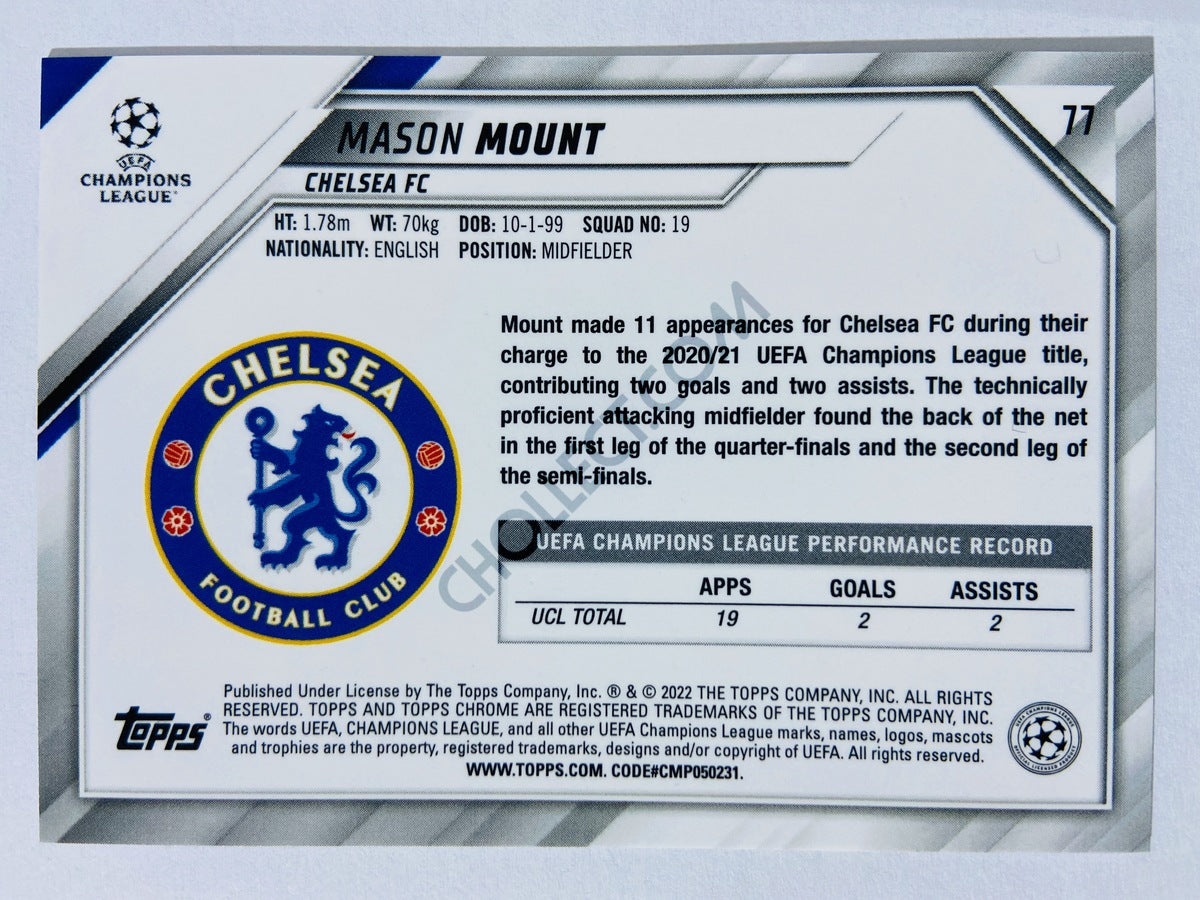 UEFA
CHAMPIONS
LEAGUE
MASON MOUNT
77
CHELSEA FC
HT: 1.78m WT: 70kg DOB: 10-1-99 SQUAD NO: 19
NATIONALITY: ENGLISH POSITION: MIDFIELDER
CHELSEA
FOOTBALL CLUB
Mount made 11 appearances for Chelsea FC during their
charge to the 2020/21 UEFA Champions League title,
contributing two goals and two assists. The technically
proficient attacking midfielder found the back of the net
in the first leg of the quarter-finals and the second leg of
the semi-finals.
CHOLLECT.COM
UEFA CHAMPIONS LEAGUE PERFORMANCE RECORD
APPS GOALS ASSISTS
UCL TOTAL 19 2 2
topps®
Published Under License by The Topps Company, Inc. ® & © 2022 THE TOPPS COMPANY, INC. ALL RIGHTS
RESERVED. TOPPS AND TOPPS CHROME ARE REGISTERED TRADEMARKS OF THE TOPPS COMPANY, INC.
The words UEFA, CHAMPIONS LEAGUE, and all other UEFA Champions League marks, names, logos, mascots
and trophies are the property, registered trademarks, designs and/or copyright of UEFA. All rights reserved.
WWW.TOPPS.COM. CODE#CMP050231.
UEFA CHAMPIONS LEAGUE
OFFICIAL LICENSED PRODUCT